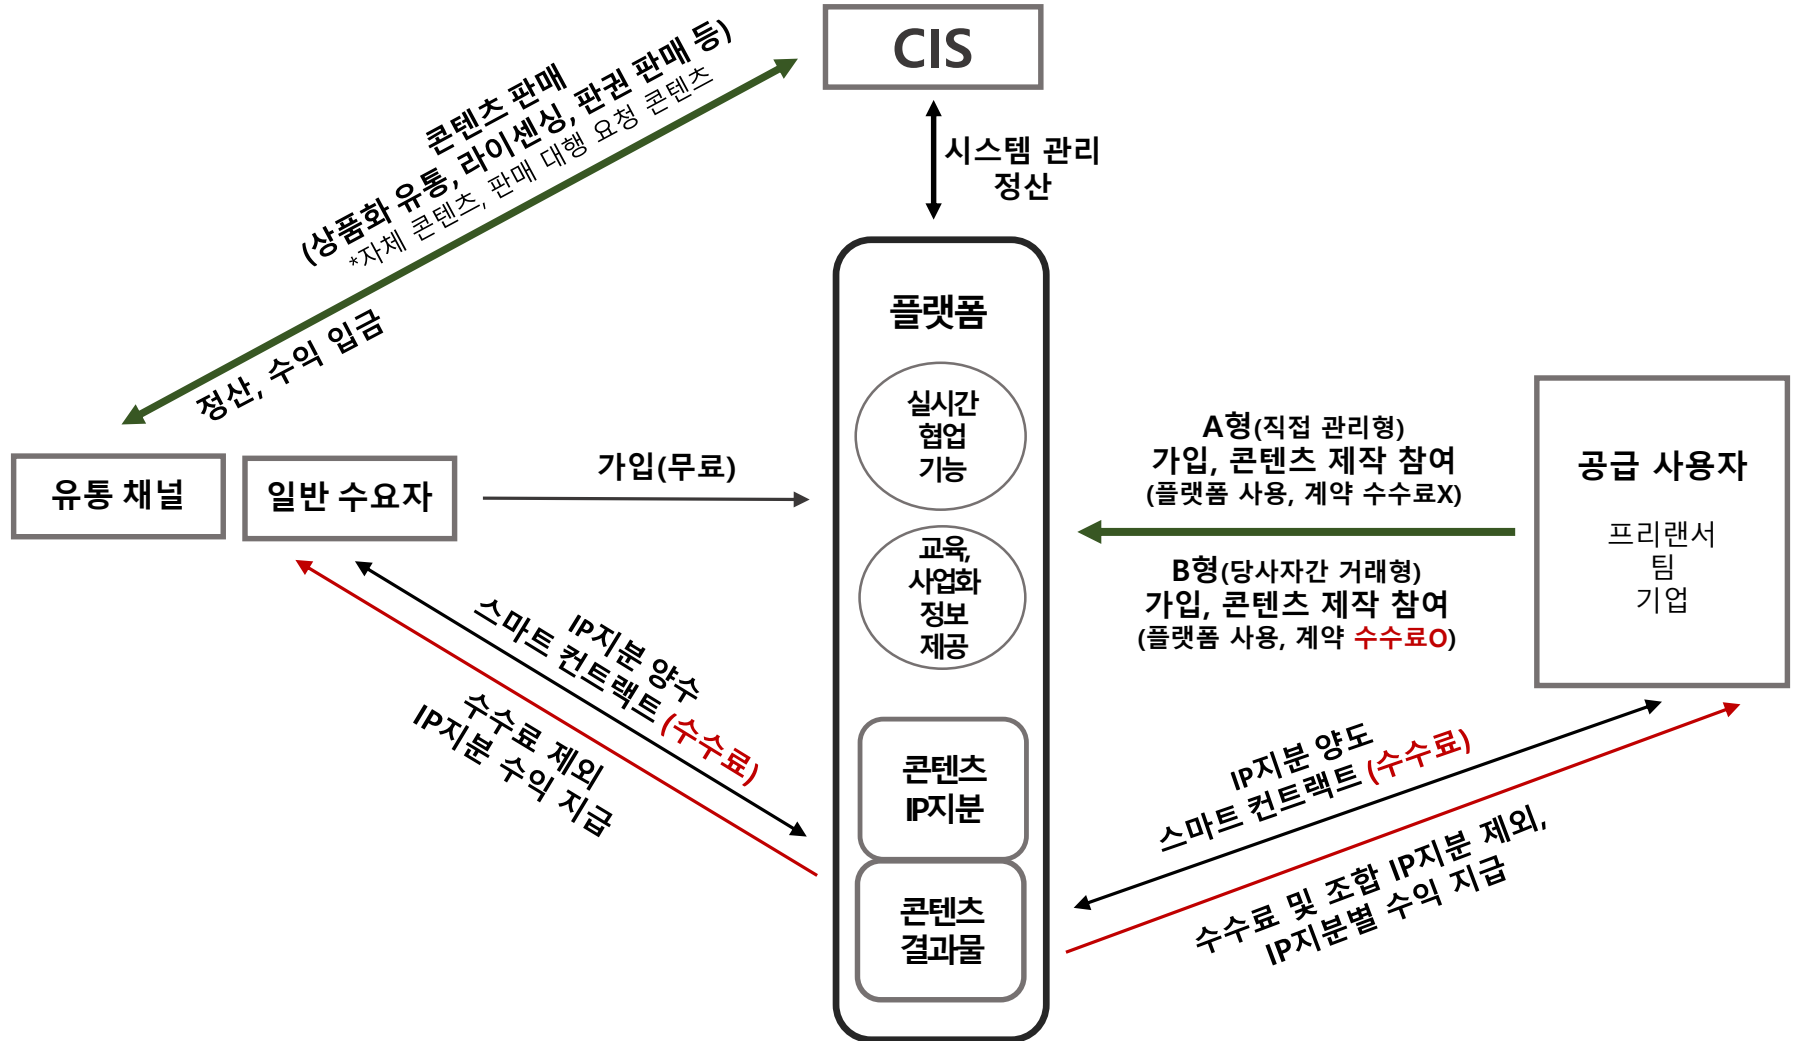 CIS
콘텐츠 판매
(상품화 유통, 라이센싱, 판권 판매 등)
*자체 콘텐츠, 판매 대행 요청 콘텐츠
정산, 수익 입금
시스템 관리
정산
플랫폼
실시간
협업
기능
교육,
사업화
정보
제공
콘텐츠
IP지분
콘텐츠
결과물
유통 채널
일반 수요자
가입(무료)
IP지분 양수
스마트 컨트랙트 (수수료)
수수료 제외
IP지분 수익 지급
A형(직접 관리형)
가입, 콘텐츠 제작 참여
(플랫폼 사용, 계약 수수료X)
B형(당사자간 거래형)
가입, 콘텐츠 제작 참여
(플랫폼 사용, 계약 수수료O)
공급 사용자
프리랜서
팀
기업
IP지분 양도
스마트 컨트랙트 (수수료)
수수료 및 조합 IP지분 제외,
IP지분별 수익 지급